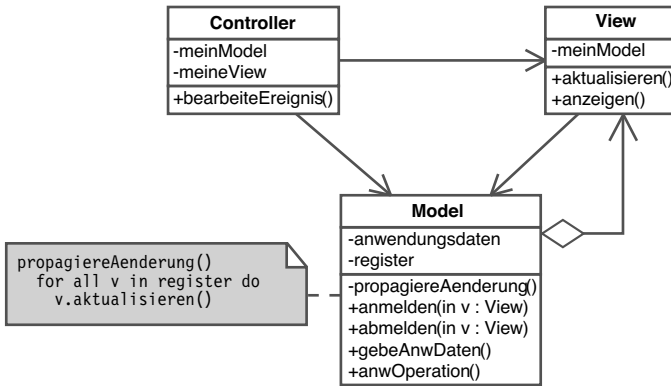 Controller
-meinModel
-meineView
+bearbeiteEreignis()
View
-meinModel
+aktualisieren()
+anzeigen()
propagiereAenderung()
for all v in register do
v.aktualisieren()
Model
-anwendungsdaten
-register
-propagiereAenderung()
+anmelden(in v : View)
+abmelden(in v : View)
+gebeAnwDaten()
+anwOperation()